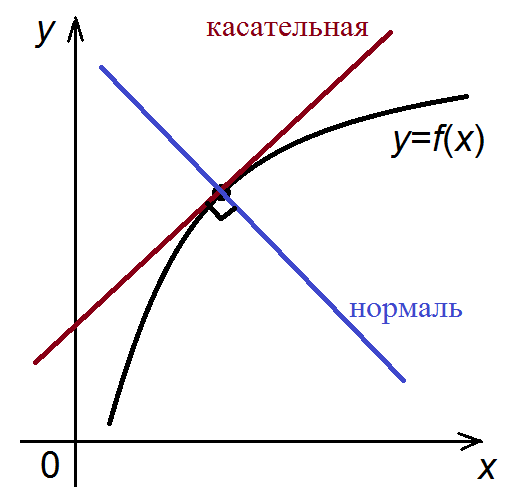 y
касательная
y=f(x)
нормаль
0
x